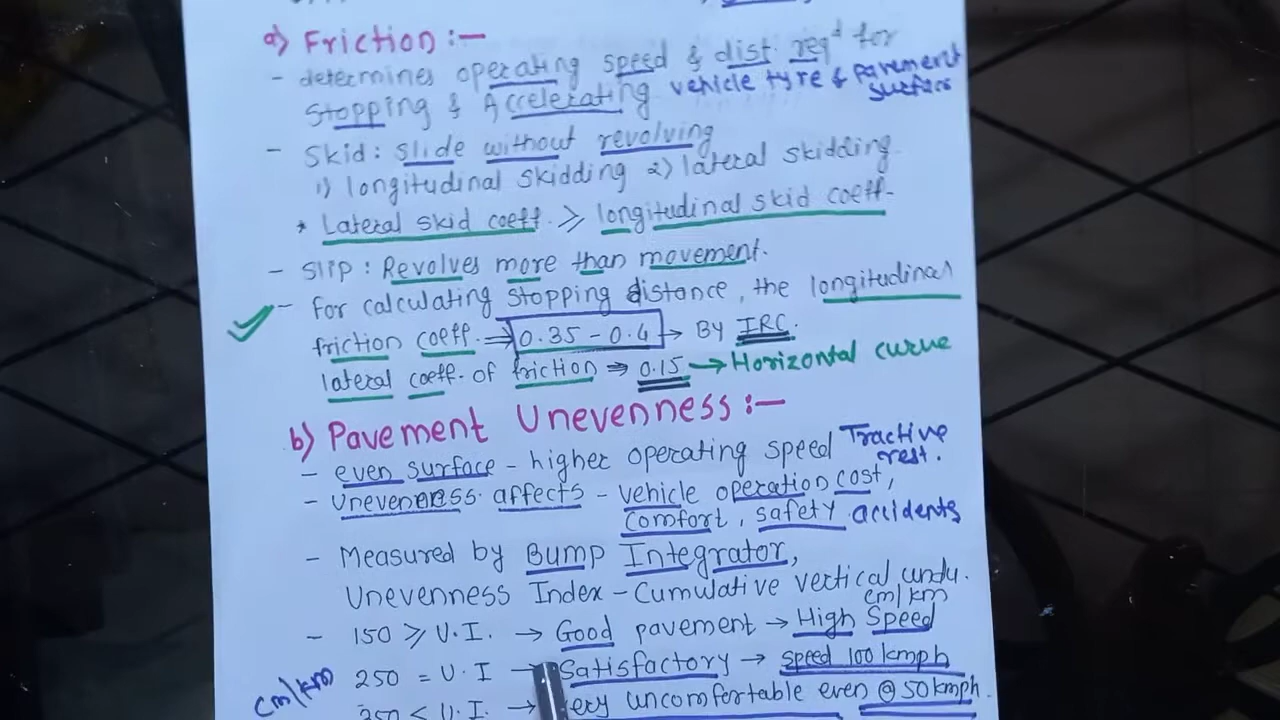 a) Friction :-
- determines operating speed & dist. reqd for
stopping & Accelerating vehicle tyre & pavement
surface
- Skid : slide without revolving
1) longitudinal skidding 2) lateral skidding
* Lateral skid coeff. ≥ longitudinal skid coeff.
- Slip : Revolves more than movement.
- for calculating stopping distance, the longitudinal
friction coeff. ⇒ 0.35 - 0.4 → By IRC.
lateral coeff. of friction ⇒ 0.15 → Horizontal curve
b) Pavement Unevenness :-
- even surface - higher operating speed Tractive
rest.
- Unevenness affects - vehicle operation cost,
comfort, safety accidents
- Measured by Bump Integrator,
Unevenness Index - Cumulative vertical undu.
cm/km
- 150 ≥ U.I. → Good pavement → High Speed
cm/km 250 = U.I → Satisfactory → speed 100 kmph
350 < U.I. → uncomfortable even @ 50 kmph.